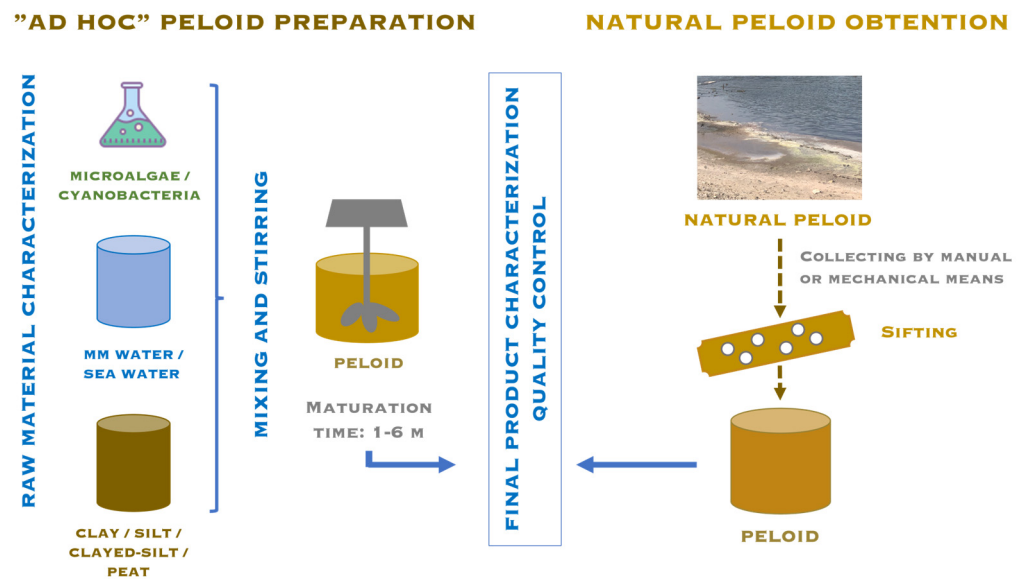 "AD HOC" PELOID PREPARATION
NATURAL PELOID OBTENTION
RAW MATERIAL CHARACTERIZATION
MICROALGAE /
CYANOBACTERIA
MM WATER /
SEA WATER
CLAY / SILT /
CLAYED-SILT /
PEAT
MIXING AND STIRRING
PELOID
MATURATION
TIME: 1-6 M
FINAL PRODUCT CHARACTERIZATION
QUALITY CONTROL
NATURAL PELOID
COLLECTING BY MANUAL
OR MECHANICAL MEANS
SIFTING
PELOID